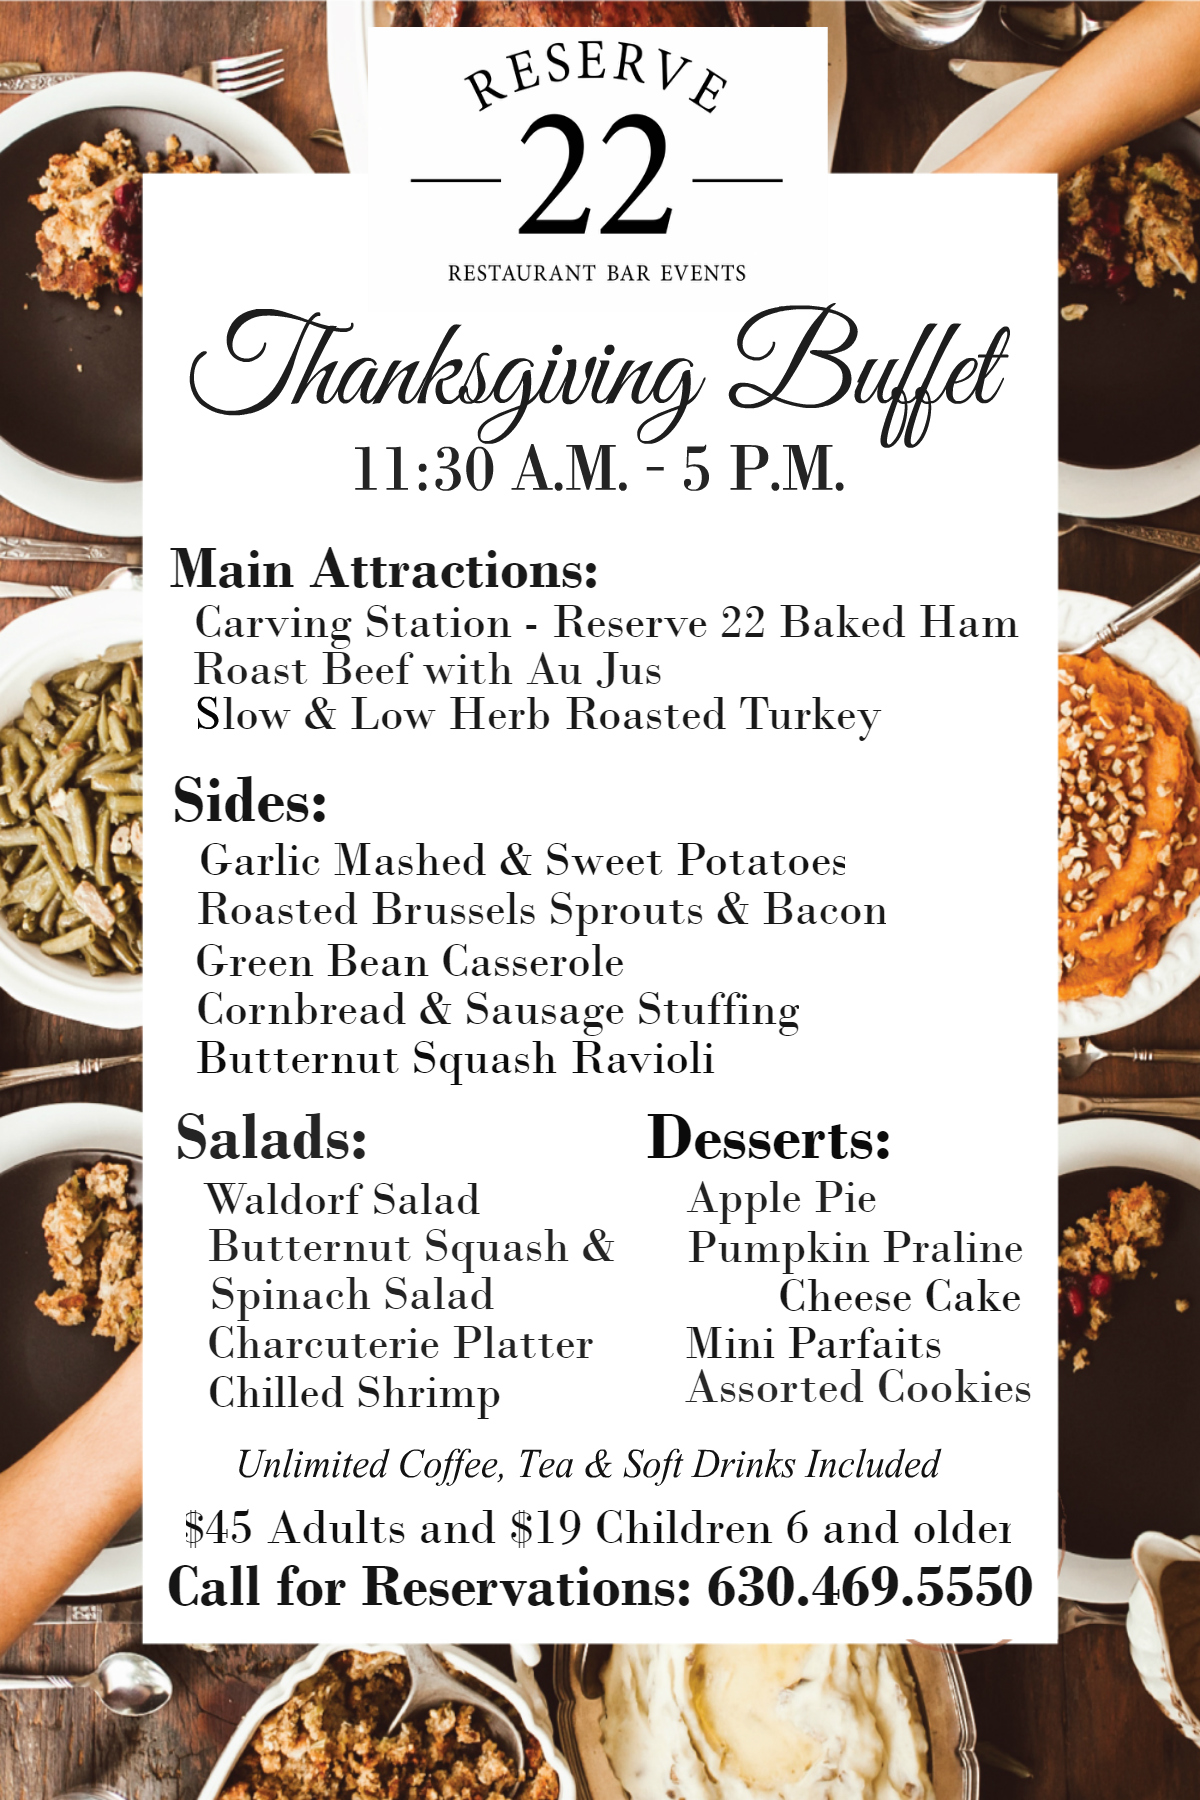 RESERVE
22
RESTAURANT BAR EVENTS
Thanksgiving Buffet
11:30 A.M. - 5 P.M.
Main Attractions:
Carving Station - Reserve 22 Baked Ham
Roast Beef with Au Jus
Slow & Low Herb Roasted Turkey
Sides:
Garlic Mashed & Sweet Potatoes
Roasted Brussels Sprouts & Bacon
Green Bean Casserole
Cornbread & Sausage Stuffing
Butternut Squash Ravioli
Salads:
Waldorf Salad
Butternut Squash &
Spinach Salad
Charcuterie Platter
Chilled Shrimp
Desserts:
Apple Pie
Pumpkin Praline
Cheese Cake
Mini Parfaits
Assorted Cookies
Unlimited Coffee, Tea & Soft Drinks Included
$45 Adults and $19 Children 6 and older
Call for Reservations: 630.469.5550